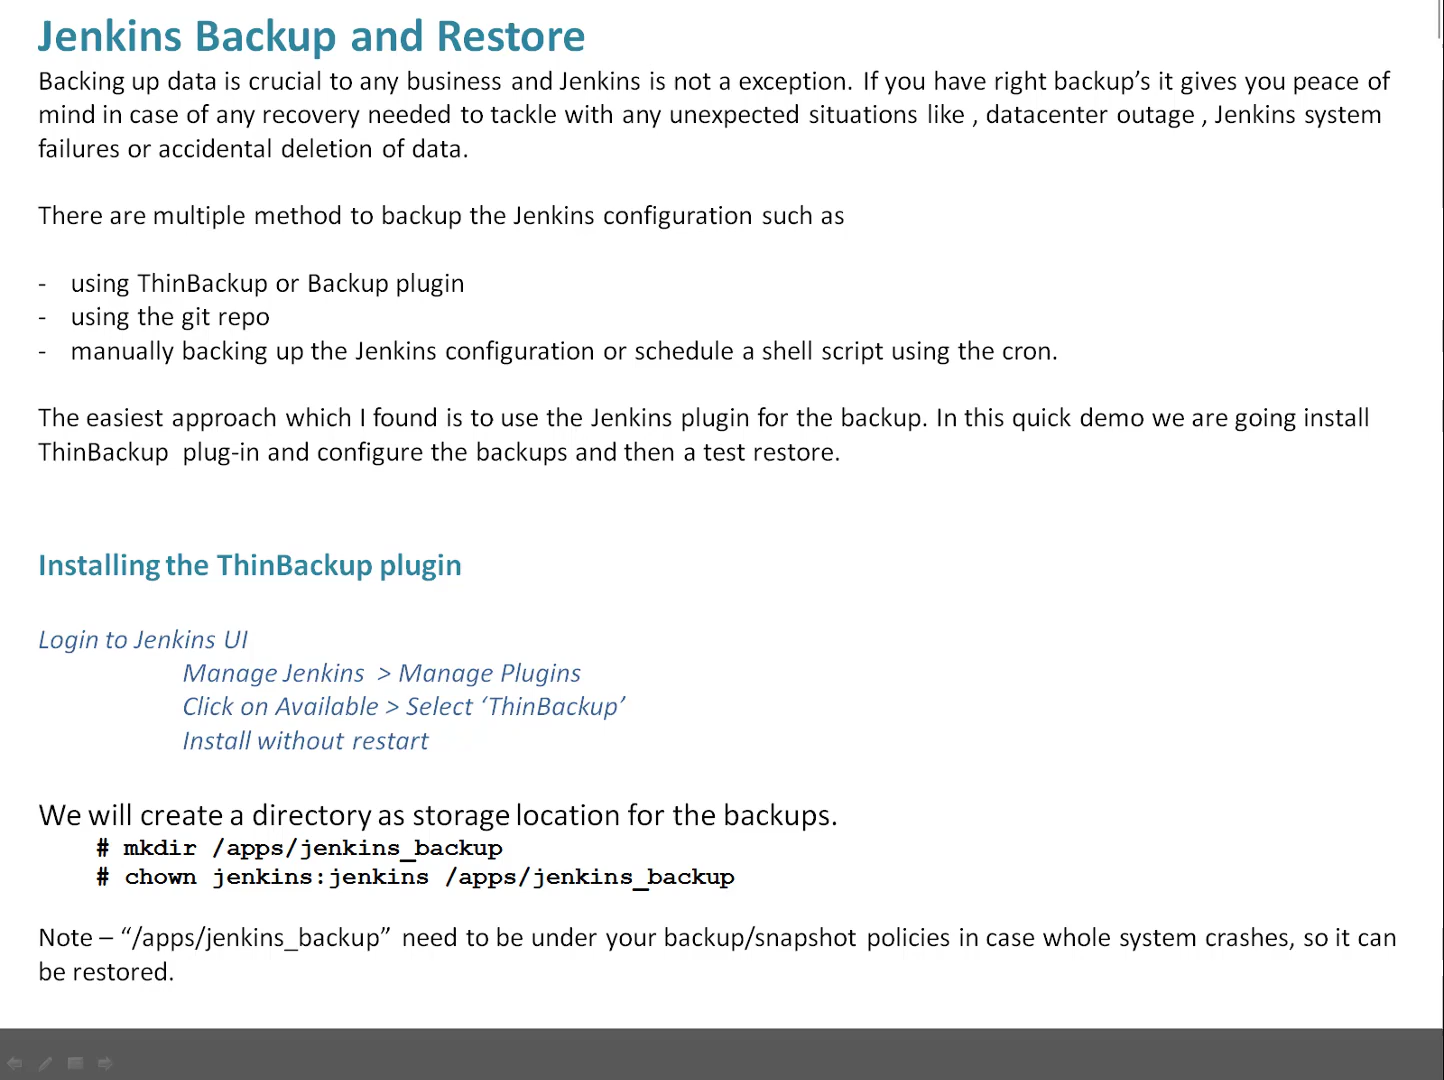 Jenkins Backup and Restore
Backing up data is crucial to any business and Jenkins is not a exception. If you have right backup’s it gives you peace of
mind in case of any recovery needed to tackle with any unexpected situations like , datacenter outage , Jenkins system
failures or accidental deletion of data.
There are multiple method to backup the Jenkins configuration such as
- using ThinBackup or Backup plugin
- using the git repo
- manually backing up the Jenkins configuration or schedule a shell script using the cron.
The easiest approach which I found is to use the Jenkins plugin for the backup. In this quick demo we are going install
ThinBackup plug-in and configure the backups and then a test restore.
Installing the ThinBackup plugin
Login to Jenkins UI
Manage Jenkins > Manage Plugins
Click on Available > Select ‘ThinBackup’
Install without restart
We will create a directory as storage location for the backups.
# mkdir /apps/jenkins_backup
# chown jenkins:jenkins /apps/jenkins_backup
Note – “/apps/jenkins_backup” need to be under your backup/snapshot policies in case whole system crashes, so it can
be restored.